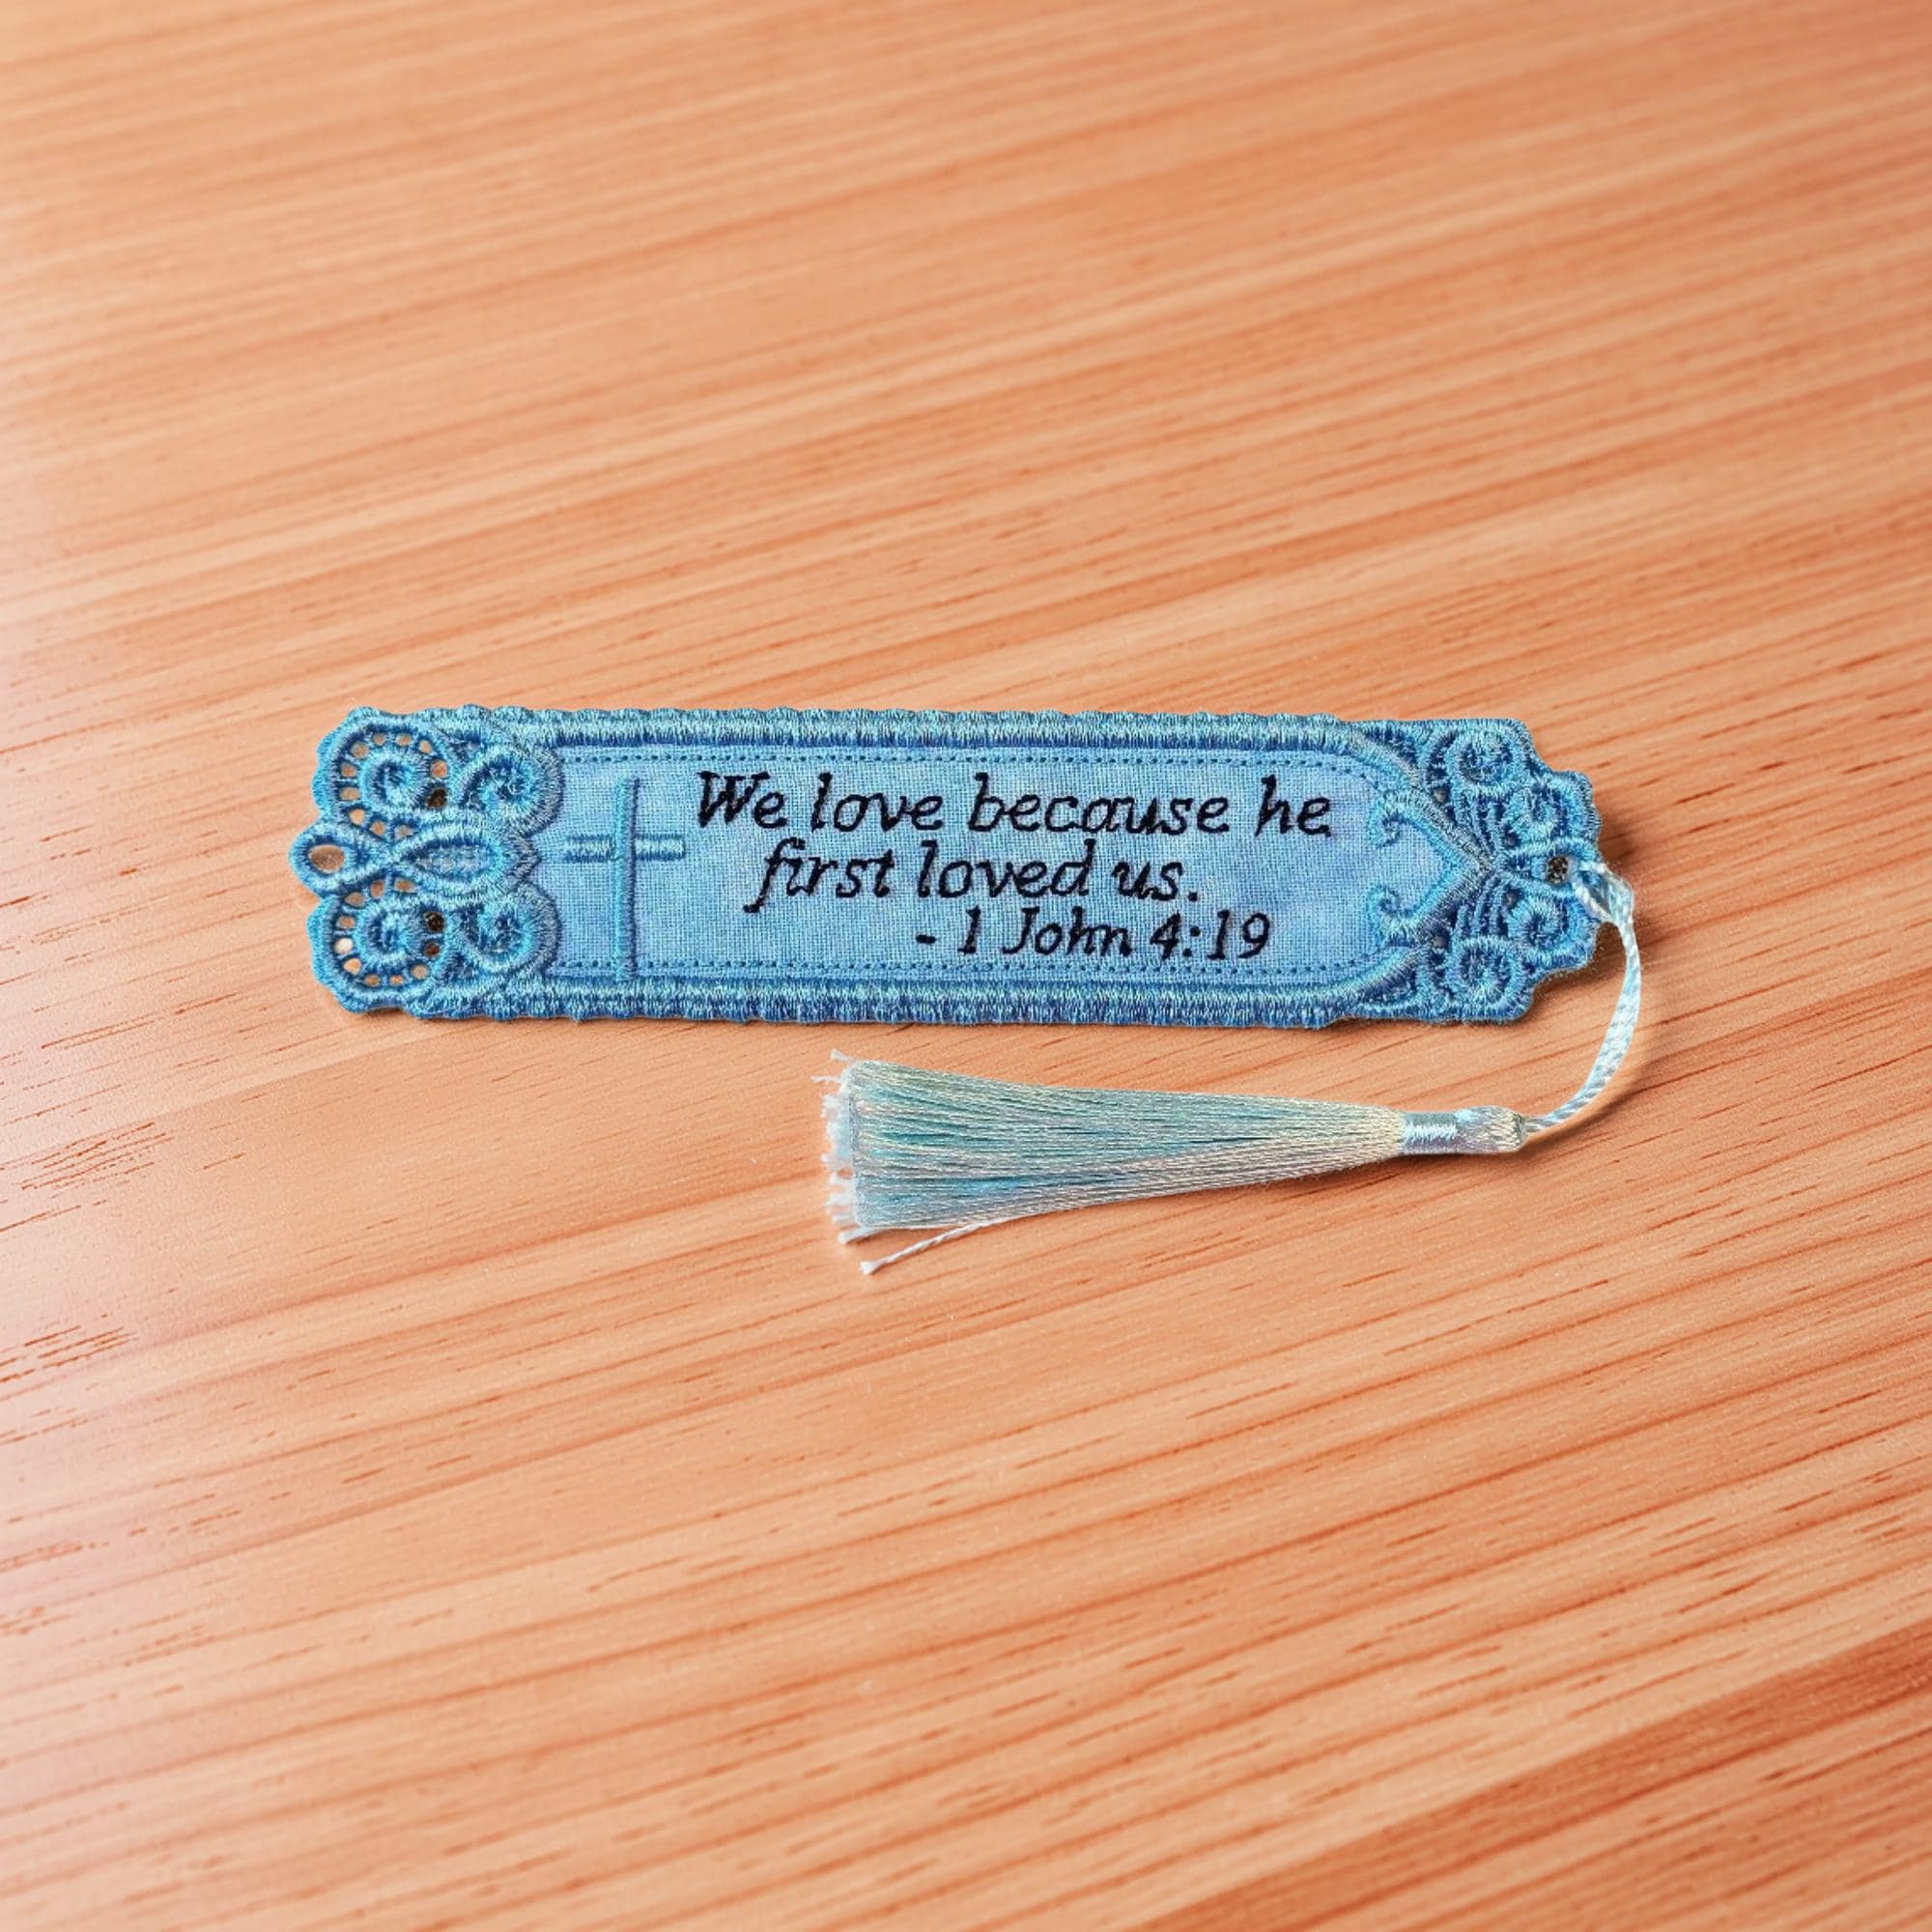 We love because he
first loved us.
- 1 John 4:19